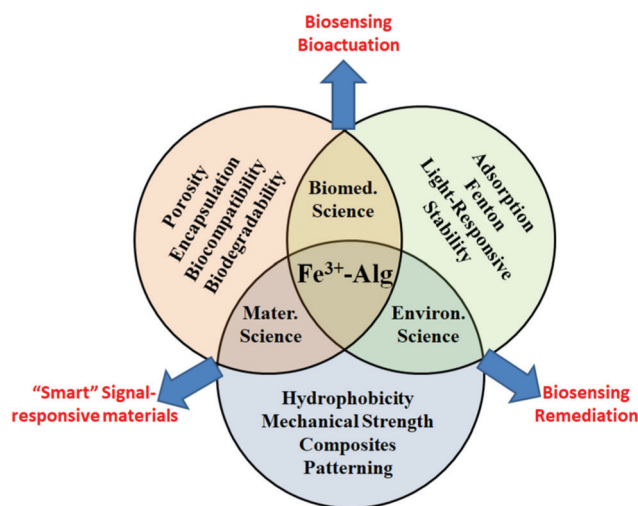 Biosensing
Bioactuation
Porosity
Encapsulation
Biocompatibility
Biodegradability
Biomed.
Science
Adsorption
Fenton
Light-Responsive
Stability
Fe³⁺-Alg
Mater.
Science
Environ.
Science
“Smart” Signal-
responsive materials
Hydrophobicity
Mechanical Strength
Composites
Patterning
Biosensing
Remediation